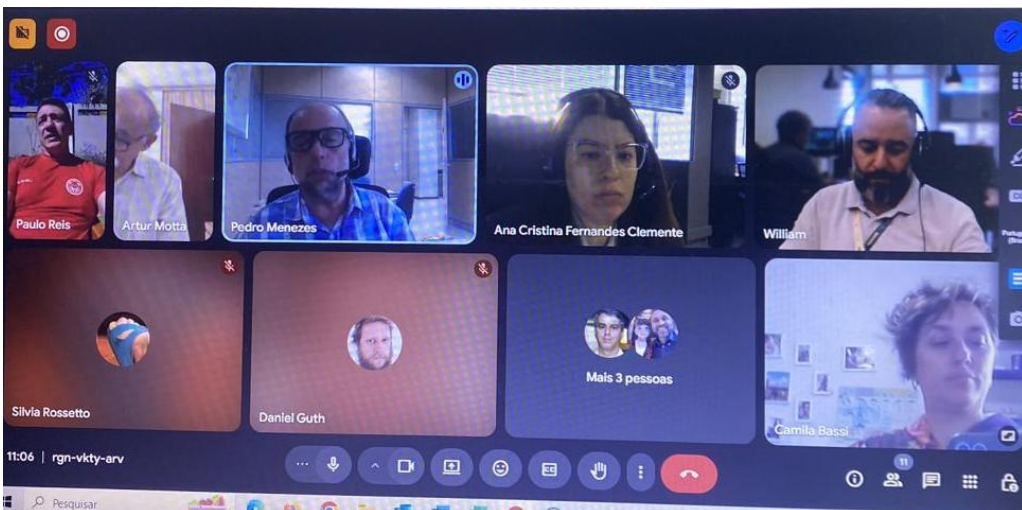 Paulo Reis
Artur Motta
Pedro Menezes
Ana Cristina Fernandes Clemente
William
Silvia Rossetto
Daniel Guth
Mais 3 pessoas
Camila Bassi
11:06 | rgn-vkty-arv
CC
11
Pesquisar